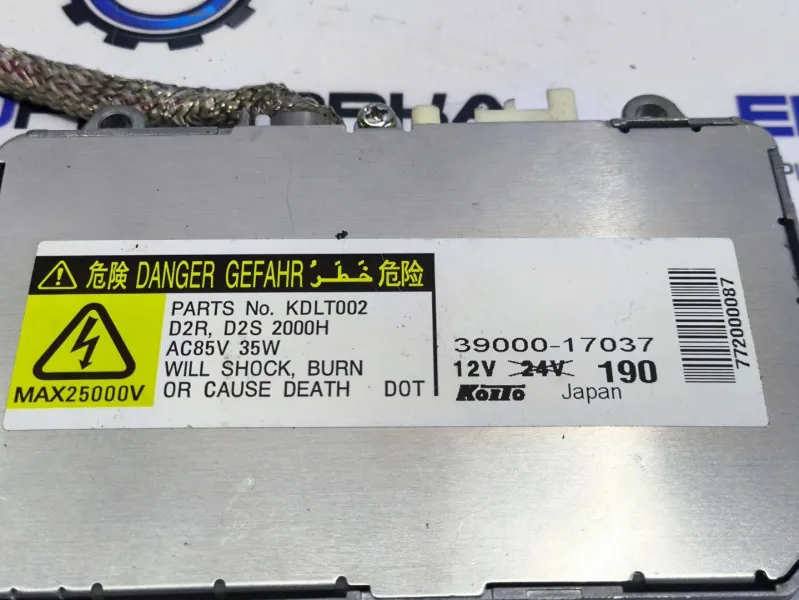 危険 DANGER GEFAHR خَطَرُ 危险
PARTS No. KDLT002
D2R, D2S 2000H
AC85V 35W
WILL SHOCK, BURN
OR CAUSE DEATH DOT
MAX25000V
39000-17037
12V 24V 190
KOITO Japan
772000087